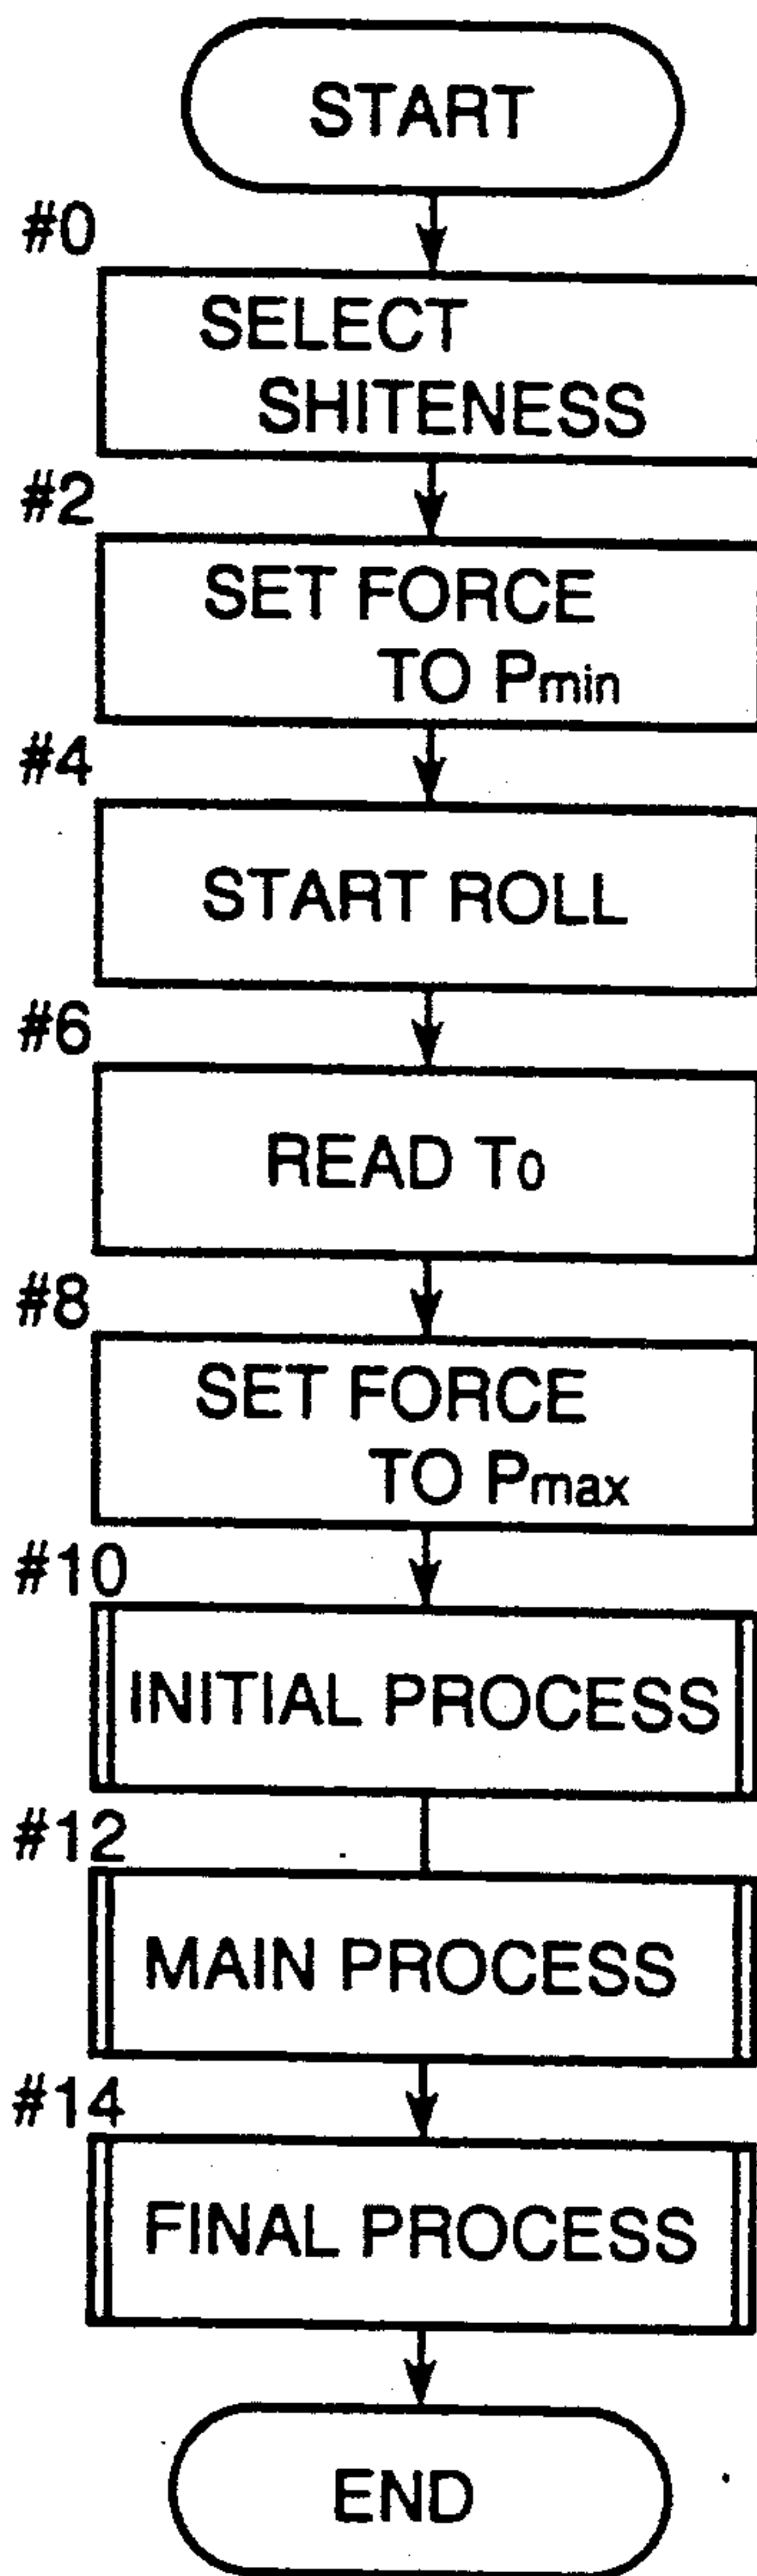 START
#0
SELECT
SHITENESS
#2
SET FORCE
TO Pmin
#4
START ROLL
#6
READ T0
#8
SET FORCE
TO Pmax
#10
INITIAL PROCESS
#12
MAIN PROCESS
#14
FINAL PROCESS
END